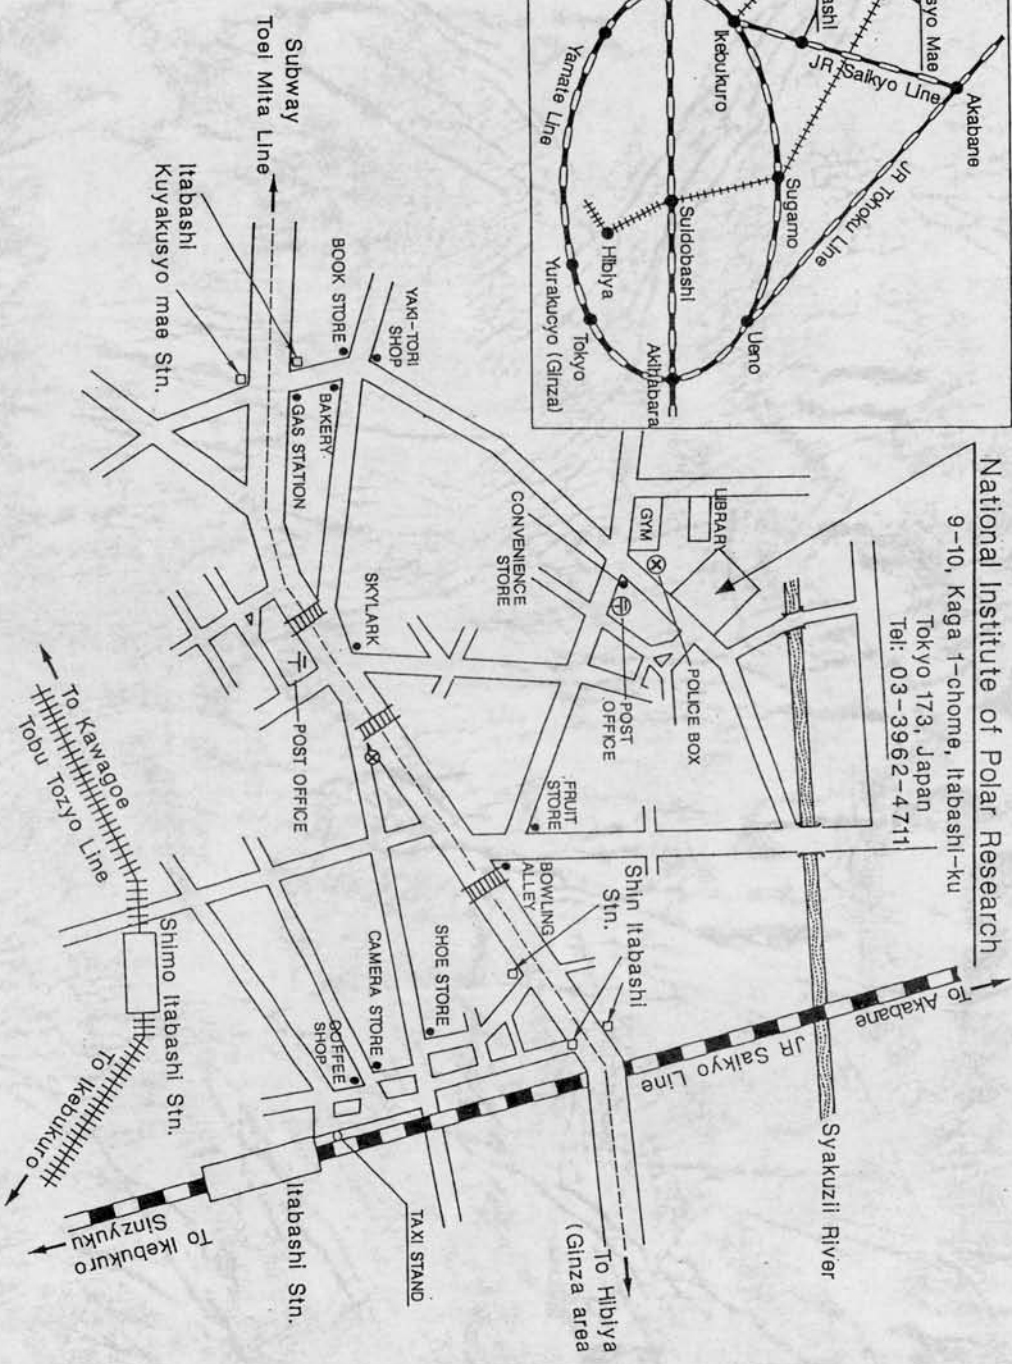 National Institute of Polar Research
9-10, Kaga 1-chome, Itabashi-ku
Tokyo 173, Japan
Tel: 03-3962-4711
syo Mae
ashi
Akabane
JR Saikyo Line
JR Tohoku Line
Ikebukuro
Sugamo
Ueno
Yamate Line
Suidobashi
Akihabara
Hibiya
Tokyo
Yurakucyo (Ginza)
Subway
Toei Mita Line
Itabashi
Kuyakusyo mae Stn.
BOOK STORE
YAKI-TORI
SHOP
BAKERY
GAS STATION
LIBRARY
GYM
CONVENIENCE
STORE
POLICE BOX
POST
OFFICE
SKYLARK
POST OFFICE
FRUIT
STORE
BOWLING
ALLEY
Shin Itabashi
Stn.
SHOE STORE
CAMERA STORE
COFFEE
SHOP
TAXI STAND
Itabashi Stn.
Shimo Itabashi Stn.
To Kawagoe
Tobu Tozyo Line
To Ikebukuro
To Ikebukuro
Sinzyuku
To Akabane
JR Saikyo Line
Syakuzii River
To Hibiya
(Ginza area